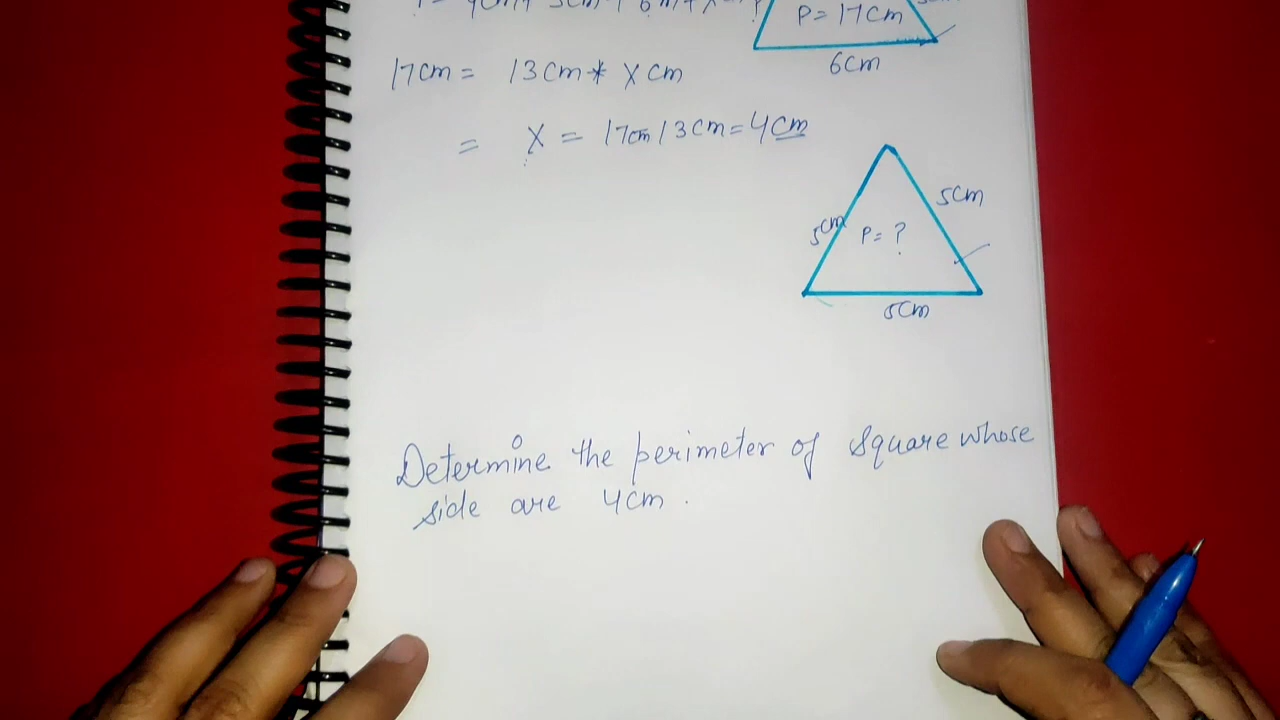 P = 17cm
6cm
17cm = 13cm * X cm
= X = 17cm 13cm = 4cm
5cm
5cm
P = ?
5cm
Determine the perimeter of square whose
side are 4cm.